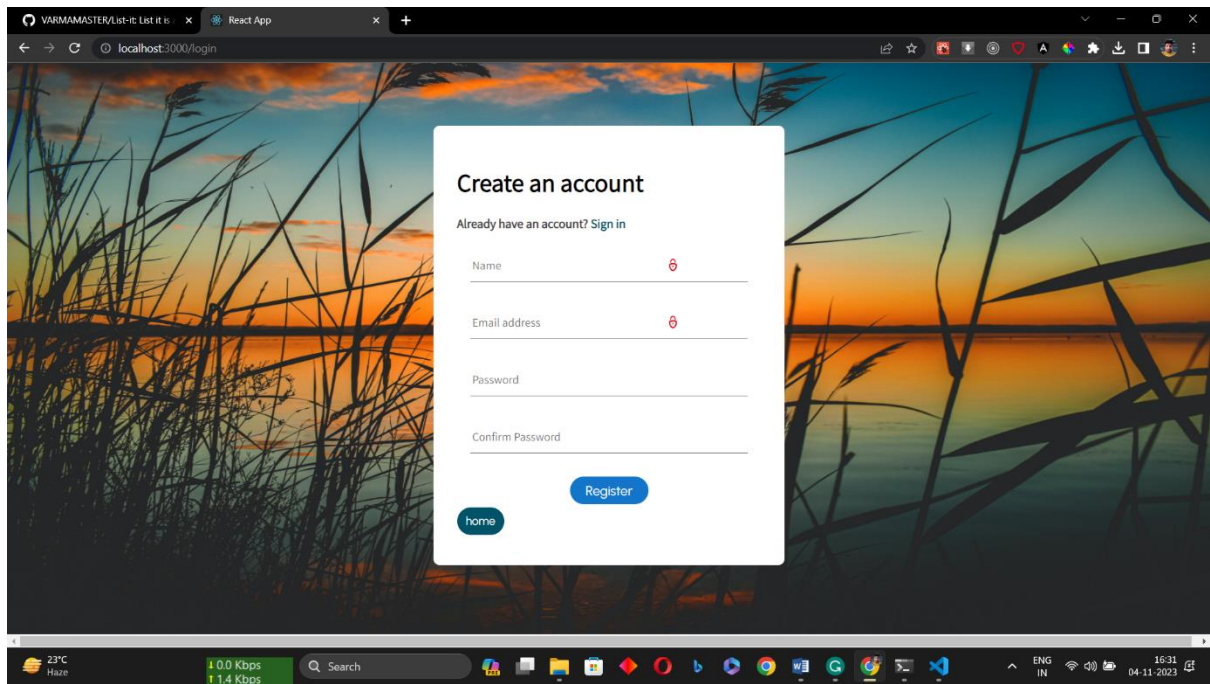 VARMAMASTER/List-it: List it is
React App
localhost:3000/login
Create an account
Already have an account? Sign in
Name
Email address
Password
Confirm Password
Register
home
23°C
Haze
0.0 Kbps
1.4 Kbps
Search
ENG
IN
16:31
04-11-2023